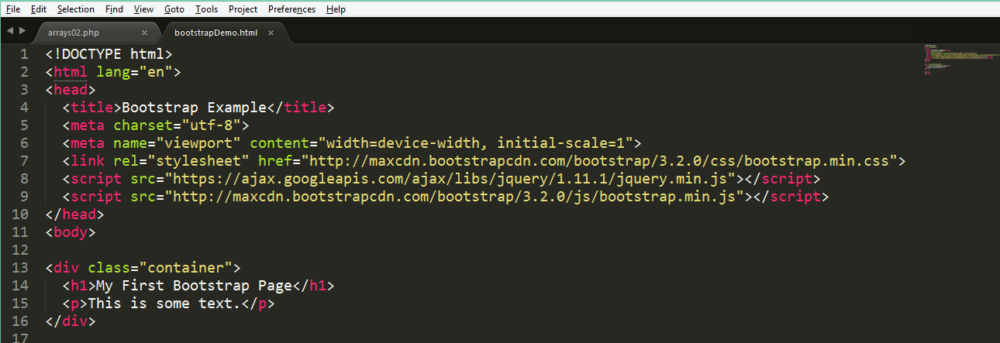 File Edit Selection Find View Goto Tools Project Preferences Help
arrays02.php × bootstrapDemo.html ×
1 <!DOCTYPE html>
2 <html lang="en">
3 <head>
4   <title>Bootstrap Example</title>
5   <meta charset="utf-8">
6   <meta name="viewport" content="width=device-width, initial-scale=1">
7   <link rel="stylesheet" href="http://maxcdn.bootstrapcdn.com/bootstrap/3.2.0/css/bootstrap.min.css">
8   <script src="https://ajax.googleapis.com/ajax/libs/jquery/1.11.1/jquery.min.js"></script>
9   <script src="http://maxcdn.bootstrapcdn.com/bootstrap/3.2.0/js/bootstrap.min.js"></script>
10 </head>
11 <body>
12
13 <div class="container">
14   <h1>My First Bootstrap Page</h1>
15   <p>This is some text.</p>
16 </div>
17